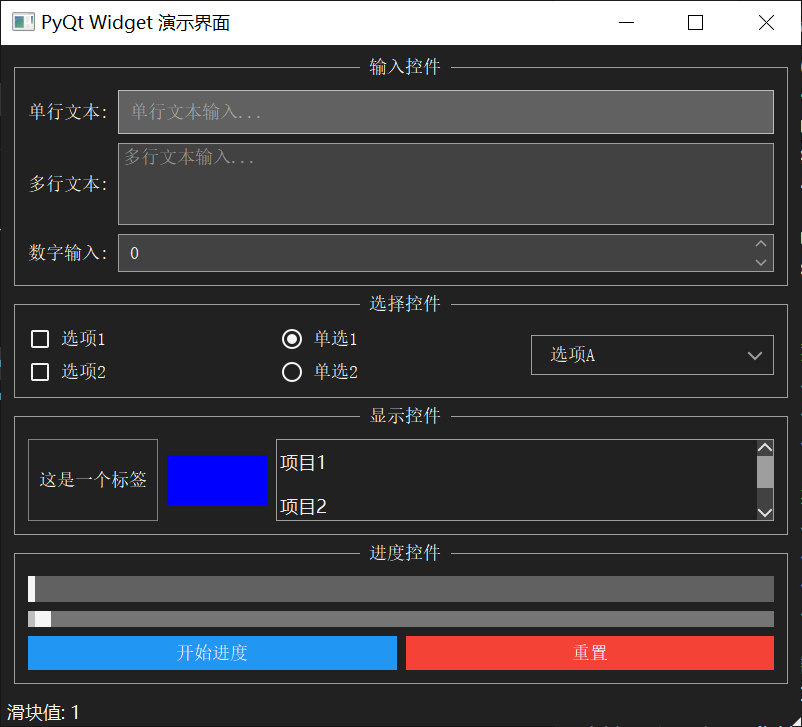 PyQt Widget 演示界面
输入控件
单行文本: 单行文本输入...
多行文本: 多行文本输入...
数字输入: 0
选择控件
选项1 单选1 选项A
选项2 单选2
显示控件
项目1
这是一个标签
项目2
进度控件
开始进度 重置
滑块值: 1